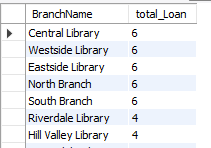 BranchName total_Loan
Central Library 6
Westside Library 6
Eastside Library 6
North Branch 6
South Branch 6
Riverdale Library 4
Hill Valley Library 4